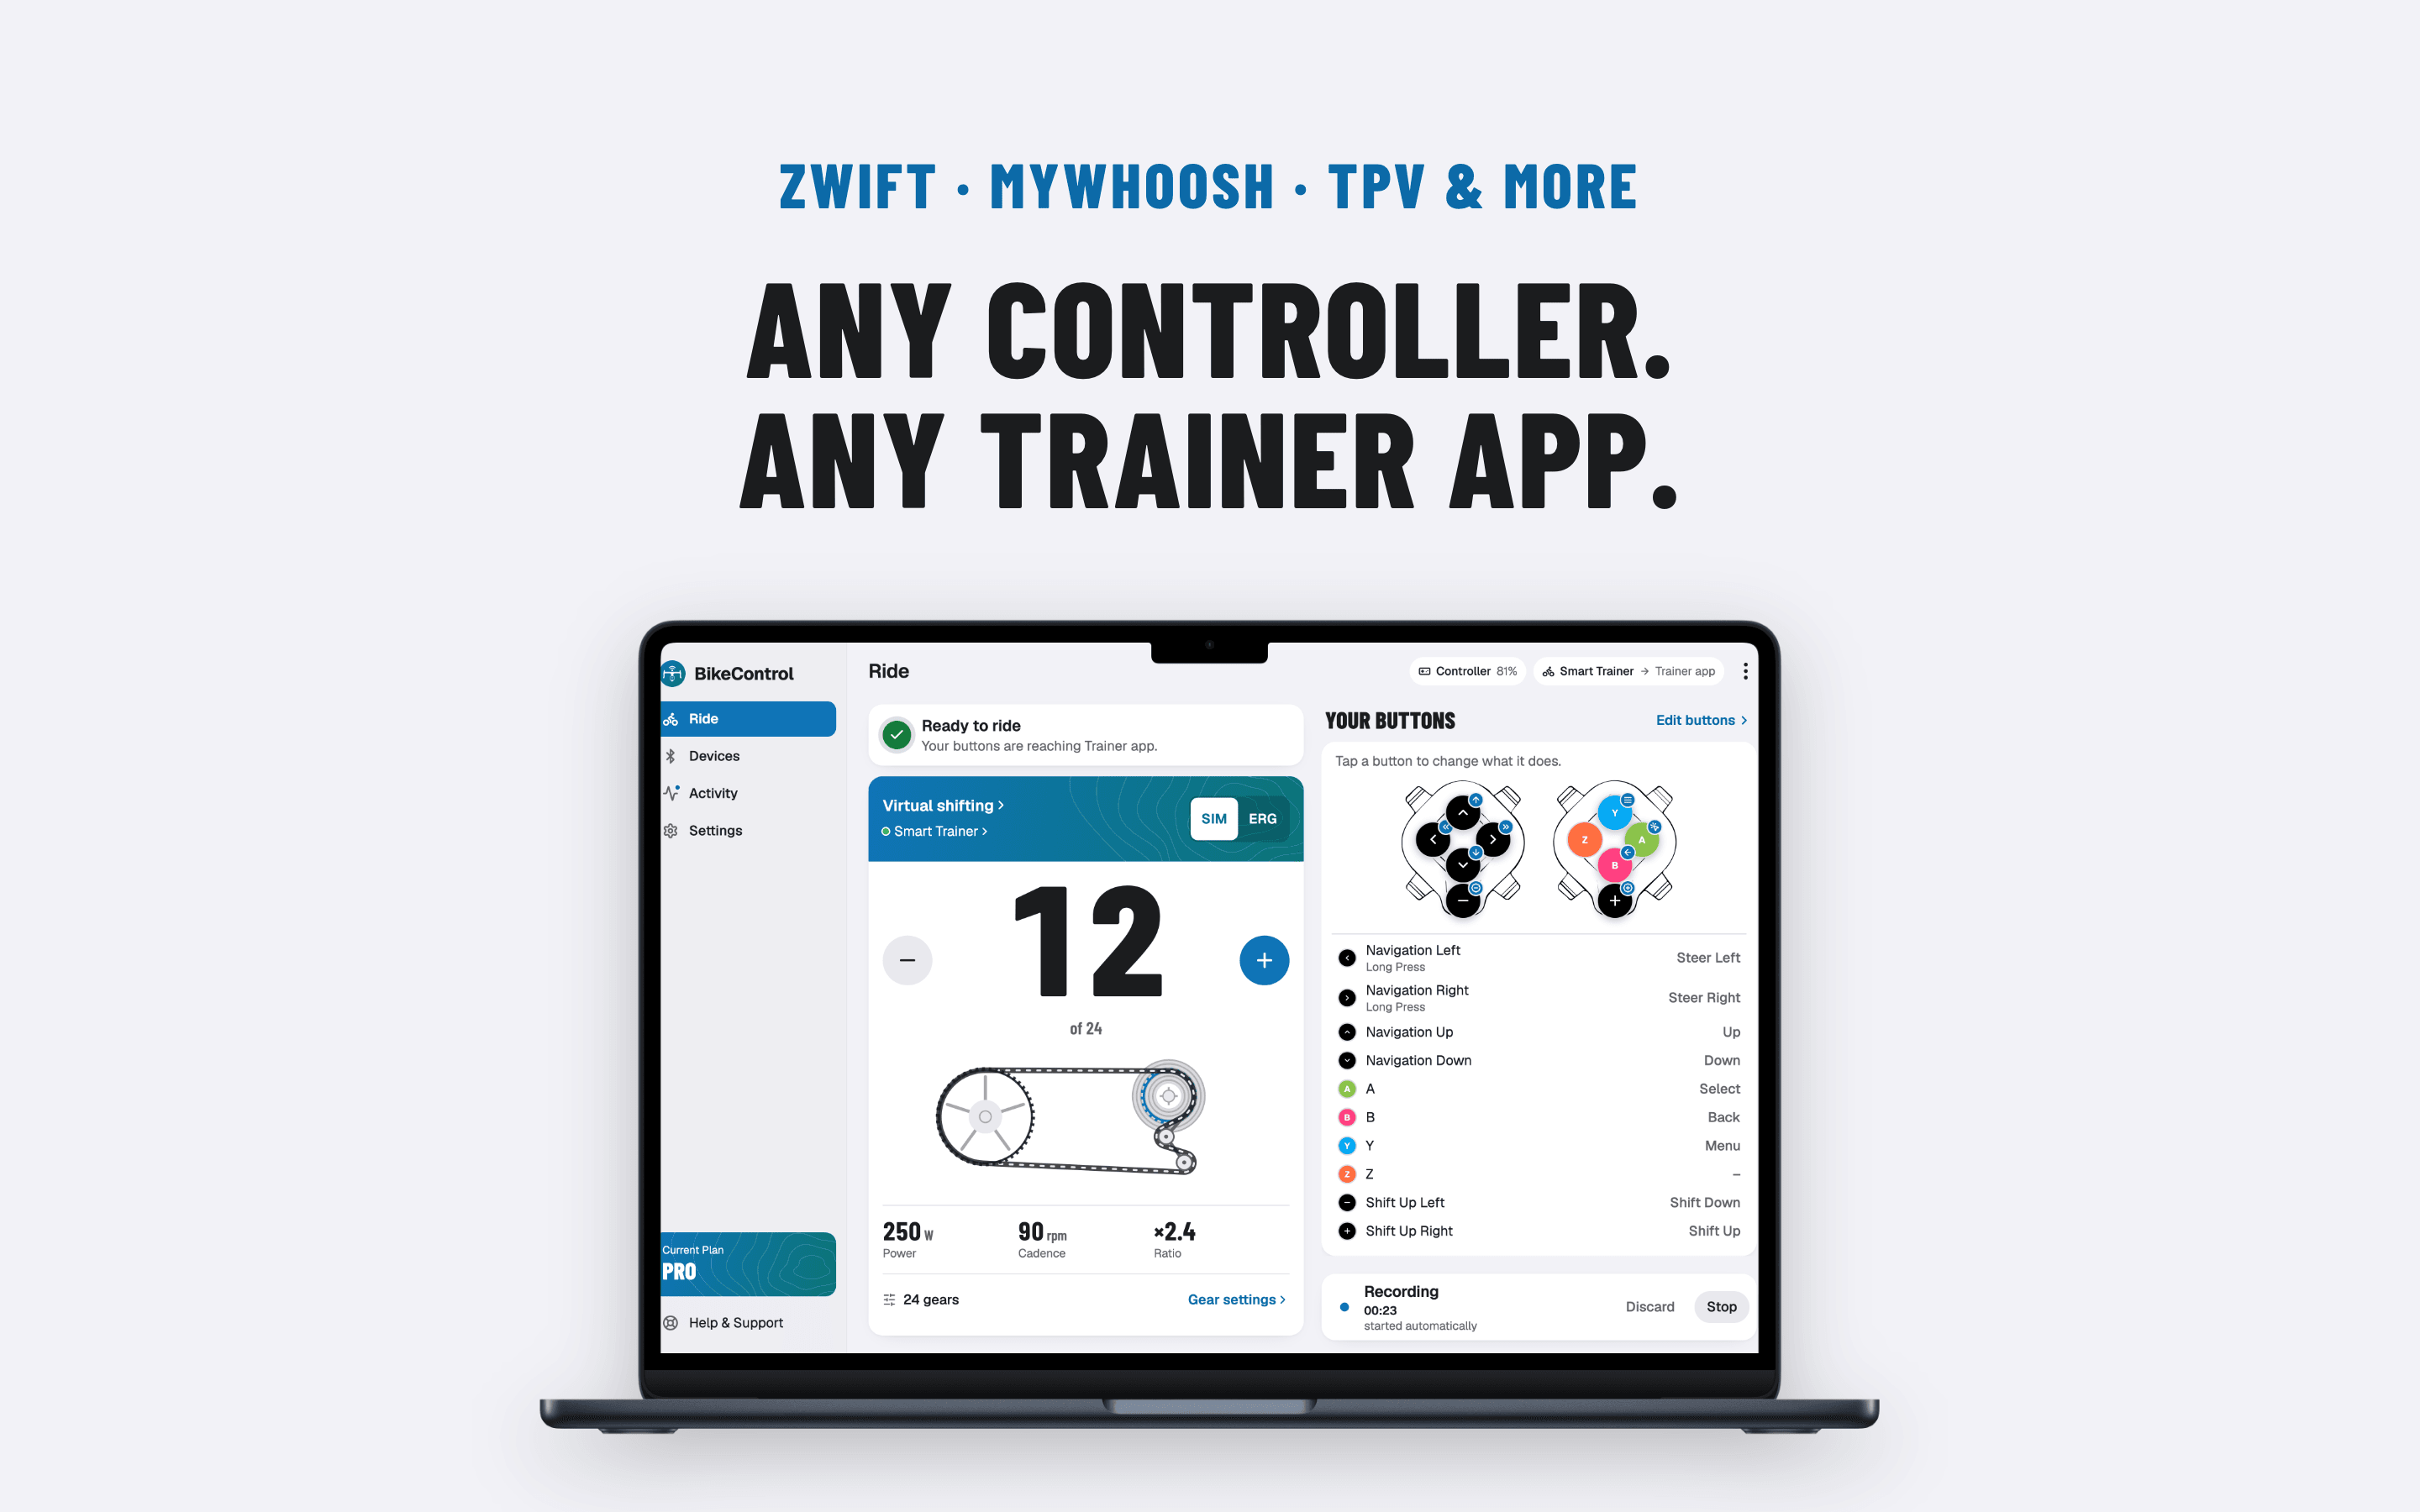 ZWIFT · MYWHOOSH · TPV & MORE
ANY CONTROLLER.
ANY TRAINER APP.
BikeControl
Ride
Devices
Activity
Settings
Current Plan
PRO
Help & Support
Ride
Controller 81%
Smart Trainer → Trainer app
Ready to ride
Your buttons are reaching Trainer app.
Virtual shifting >
Smart Trainer >
SIM
ERG
−
12
+
of 24
250 W
Power
90 rpm
Cadence
×2.4
Ratio
24 gears
Gear settings >
YOUR BUTTONS
Edit buttons >
Tap a button to change what it does.
Y
Z
A
B
−
+
Navigation Left
Long Press
Steer Left
Navigation Right
Long Press
Steer Right
Navigation Up
Up
Navigation Down
Down
A A
Select
B B
Back
Y Y
Menu
Z Z
–
Shift Up Left
Shift Down
Shift Up Right
Shift Up
Recording
00:23
started automatically
Discard
Stop